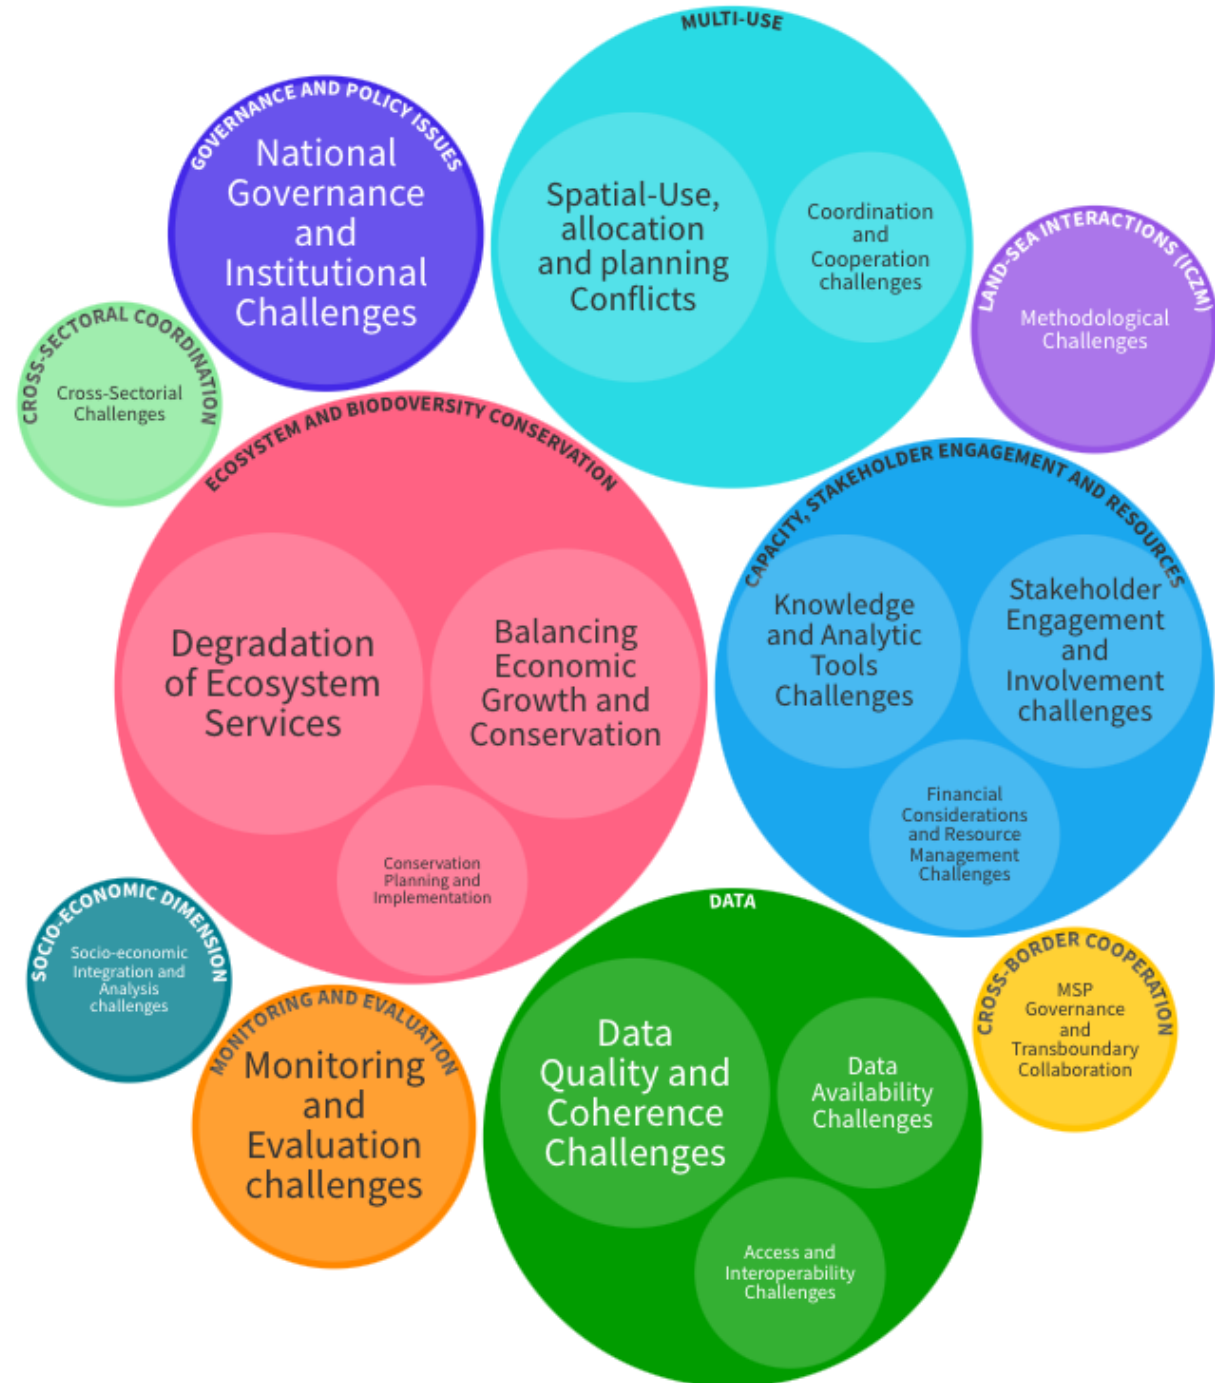 MULTI-USE
Spatial-Use,
allocation
and planning
Conflicts
Coordination
and
Cooperation
challenges
GOVERNANCE AND POLICY ISSUES
National
Governance
and
Institutional
Challenges
LAND-SEA INTERACTIONS (ICZM)
Methodological
Challenges
CROSS-SECTORAL COORDINATION
Cross-Sectorial
Challenges
ECOSYSTEM AND BIODOVERSITY CONSERVATION
Degradation
of Ecosystem
Services
Balancing
Economic
Growth and
Conservation
Conservation
Planning and
Implementation
CAPACITY, STAKEHOLDER ENGAGEMENT AND RESOURCES
Knowledge
and Analytic
Tools
Challenges
Stakeholder
Engagement
and
Involvement
challenges
Financial
Considerations
and Resource
Management
Challenges
SOCIO-ECONOMIC DIMENSION
Socio-economic
Integration and
Analysis
challenges
MONITORING AND EVALUATION
Monitoring
and
Evaluation
challenges
DATA
Data
Quality and
Coherence
Challenges
Data
Availability
Challenges
Access and
Interoperability
Challenges
CROSS-BORDER COOPERATION
MSP
Governance
and
Transboundary
Collaboration